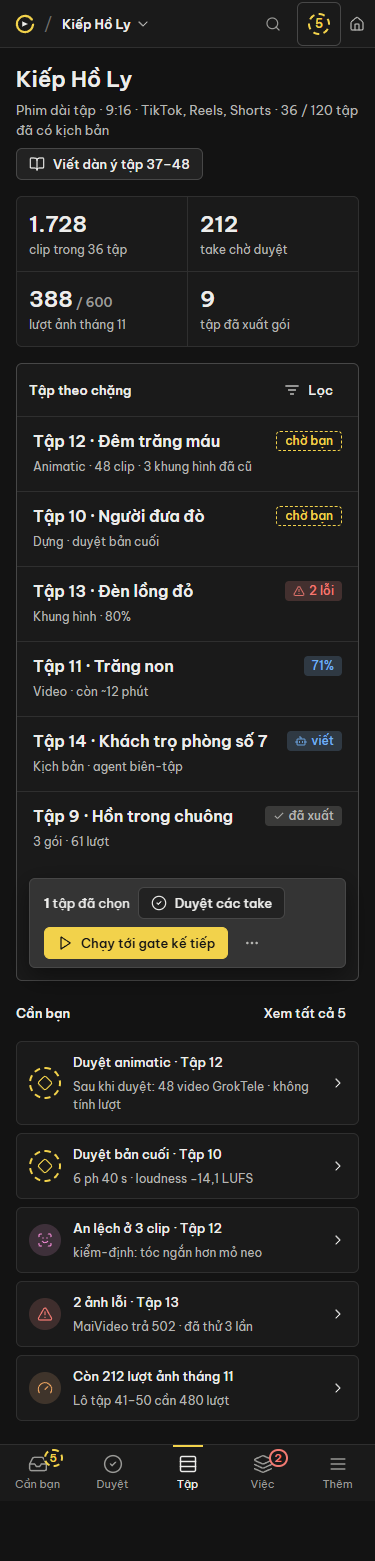 / Kiếp Hồ Ly
5
Kiếp Hồ Ly
Phim dài tập · 9:16 · TikTok, Reels, Shorts · 36 / 120 tập
đã có kịch bản
Viết dàn ý tập 37–48
1.728
clip trong 36 tập
212
take chờ duyệt
388 / 600
lượt ảnh tháng 11
9
tập đã xuất gói
Tập theo chặng
Lọc
Tập 12 · Đêm trăng máu
chờ bạn
Animatic · 48 clip · 3 khung hình đã cũ
Tập 10 · Người đưa đò
chờ bạn
Dựng · duyệt bản cuối
Tập 13 · Đèn lồng đỏ
2 lỗi
Khung hình · 80%
Tập 11 · Trăng non
71%
Video · còn ~12 phút
Tập 14 · Khách trọ phòng số 7
viết
Kịch bản · agent biên-tập
Tập 9 · Hồn trong chuông
đã xuất
3 gói · 61 lượt
1 tập đã chọn
Duyệt các take
Chạy tới gate kế tiếp
Cần bạn
Xem tất cả 5
Duyệt animatic · Tập 12
Sau khi duyệt: 48 video GrokTele · không
tính lượt
Duyệt bản cuối · Tập 10
6 ph 40 s · loudness −14,1 LUFS
An lệch ở 3 clip · Tập 12
kiểm-định: tóc ngắn hơn mỏ neo
2 ảnh lỗi · Tập 13
MaiVideo trả 502 · đã thử 3 lần
Còn 212 lượt ảnh tháng 11
Lô tập 41–50 cần 480 lượt
5
2
Cần bạn
Duyệt
Tập
Việc
Thêm